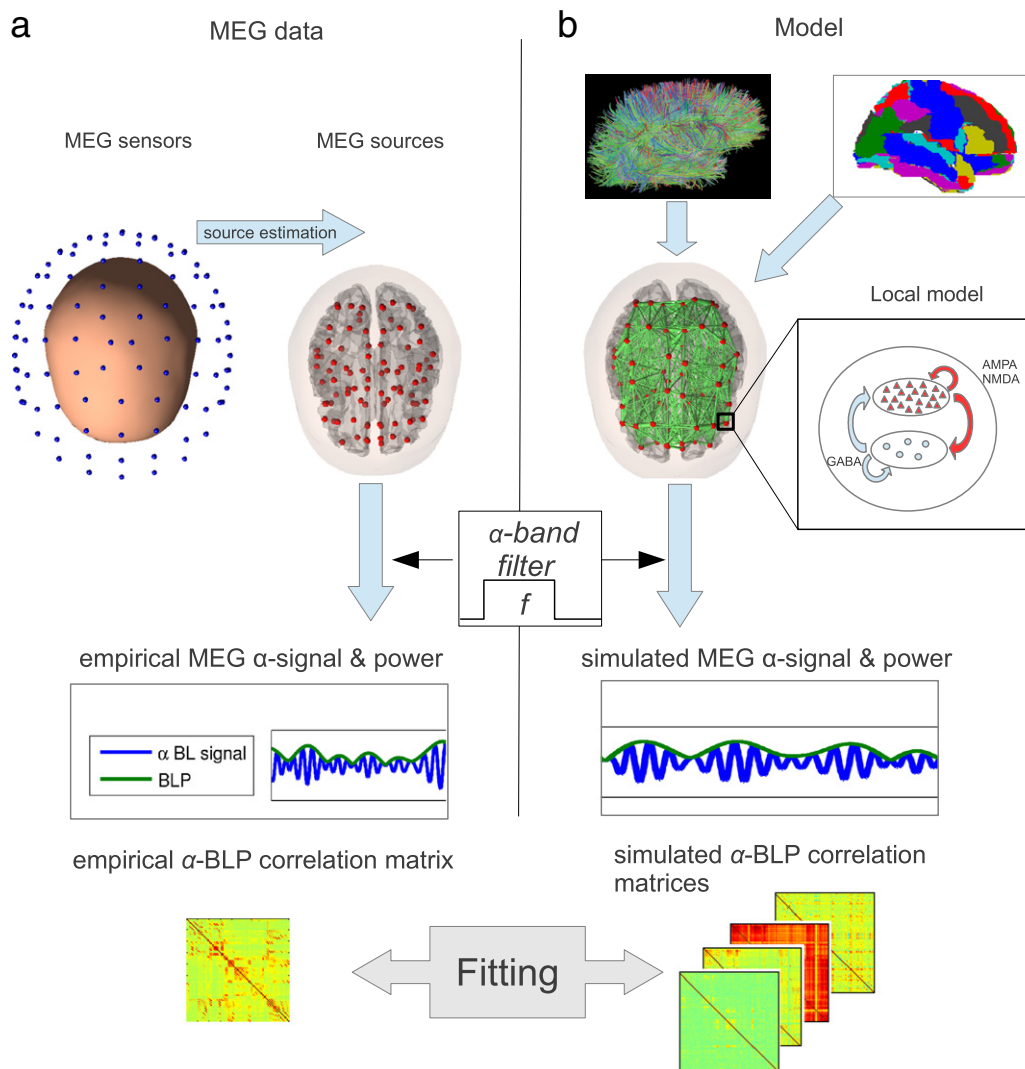 a
MEG data
MEG sensors
MEG sources
source estimation
b
Model
Local model
AMPA
NMDA
GABA
α-band
filter
f
empirical MEG α-signal & power
α BL signal
BLP
simulated MEG α-signal & power
empirical α-BLP correlation matrix
simulated α-BLP correlation
matrices
Fitting